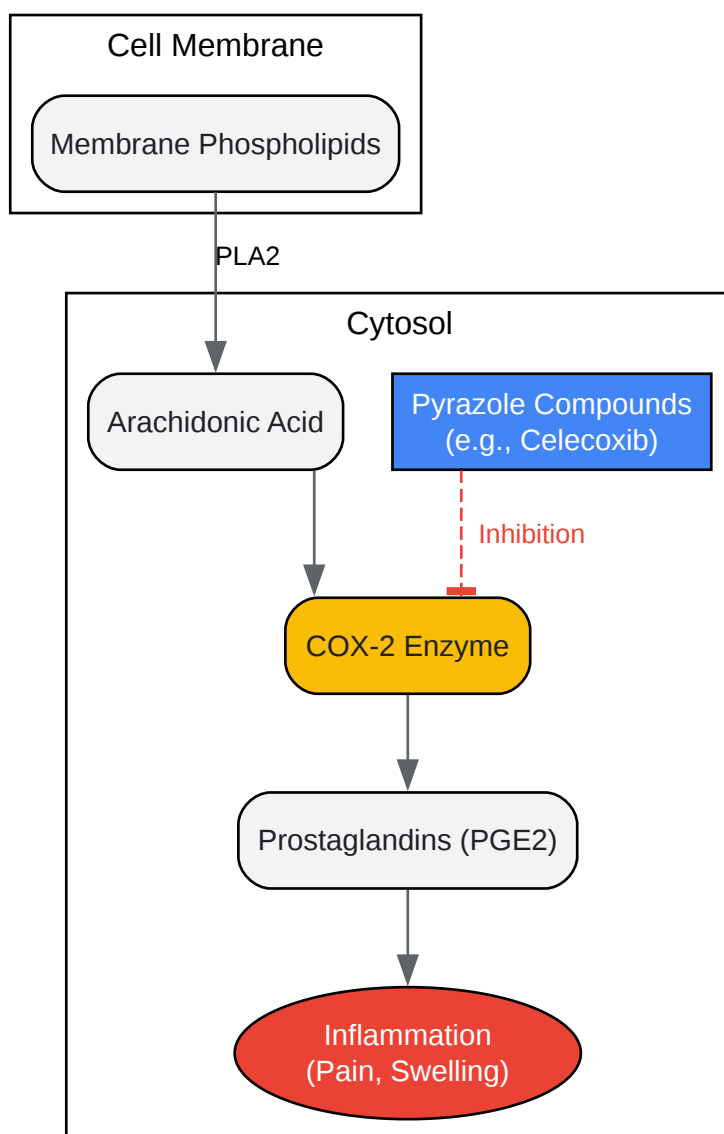 Cell Membrane
Membrane Phospholipids
PLA2
Cytosol
Arachidonic Acid
Pyrazole Compounds
(e.g., Celecoxib)
Inhibition
COX-2 Enzyme
Prostaglandins (PGE2)
Inflammation
(Pain, Swelling)